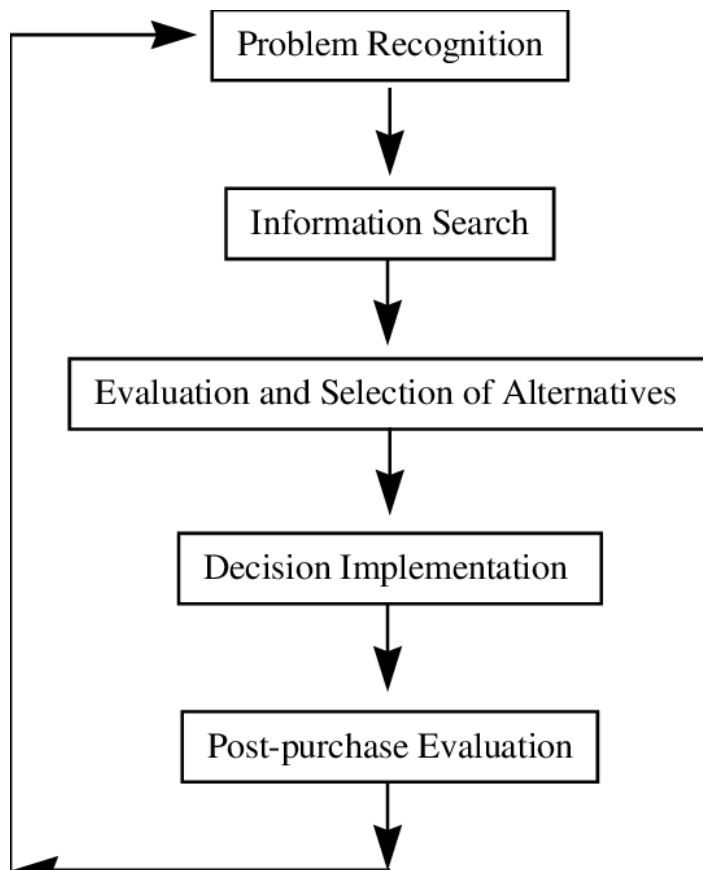 Problem Recognition
Information Search
Evaluation and Selection of Alternatives
Decision Implementation
Post-purchase Evaluation